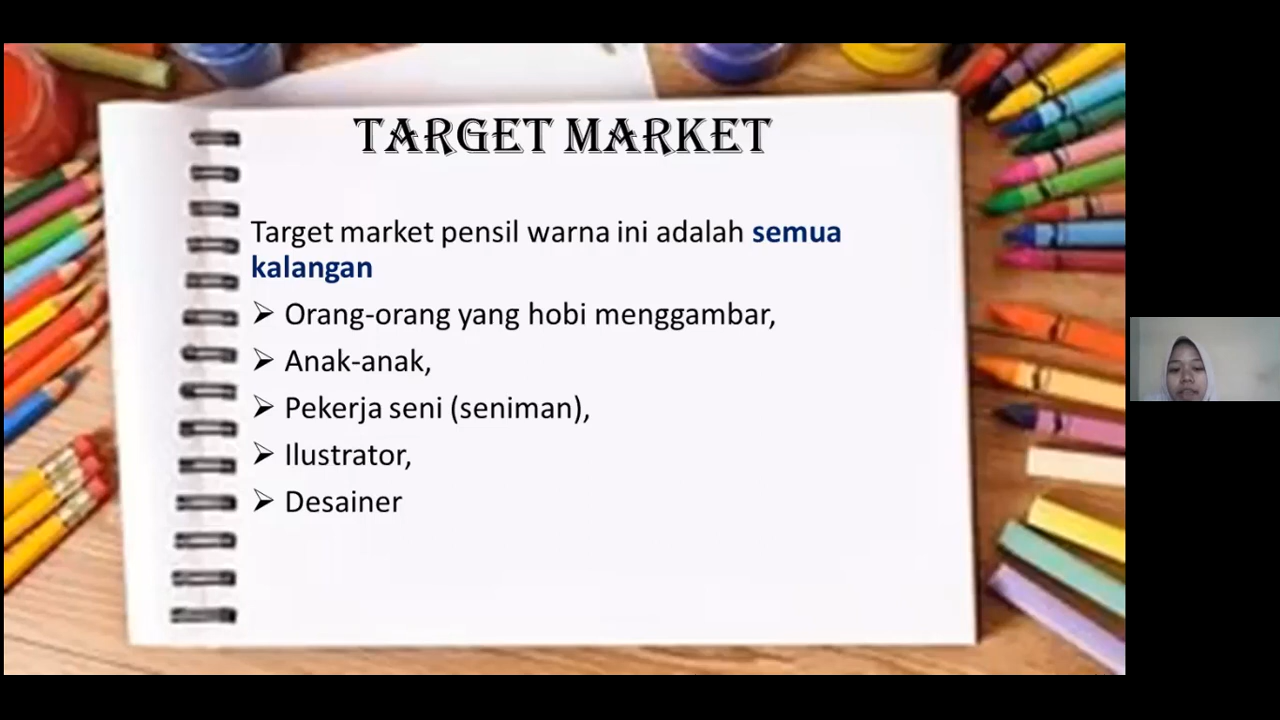 TARGET MARKET
Target market pensil warna ini adalah semua
kalangan
➢ Orang-orang yang hobi menggambar,
➢ Anak-anak,
➢ Pekerja seni (seniman),
➢ Ilustrator,
➢ Desainer